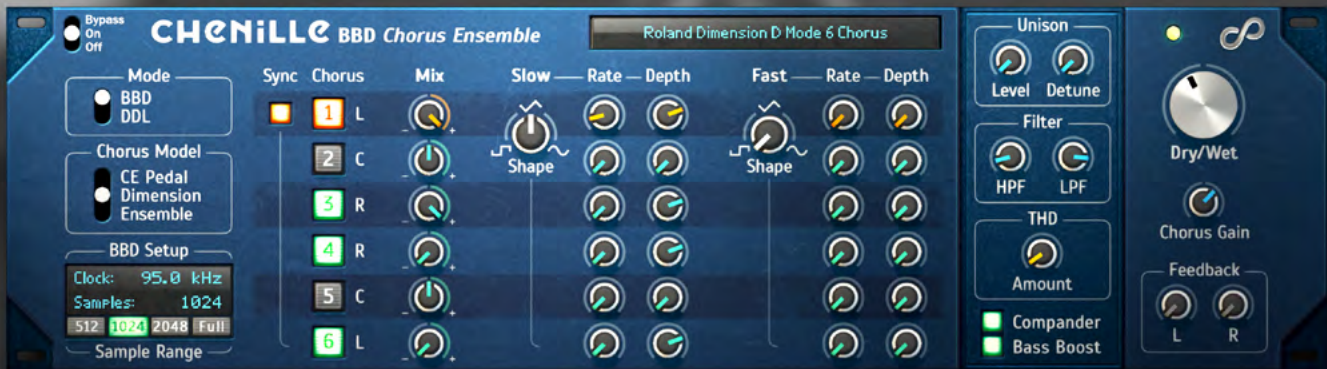 Bypass
On
Off
CHENiLLE BBD Chorus Ensemble
Roland Dimension D Mode 6 Chorus
Mode
BBD
DDL
Chorus Model
CE Pedal
Dimension
Ensemble
BBD Setup
Clock: 95.0 kHz
Samples: 1024
512 1024 2048 Full
Sample Range
Sync Chorus Mix Slow Rate Depth Fast Rate Depth
1 L
2 C
3 R
4 R
5 C
6 L
- +
- +
- +
- +
- +
- +
Shape
Shape
Unison
Level Detune
Filter
HPF LPF
THD
Amount
Compander
Bass Boost
Dry/Wet
Chorus Gain
Feedback
L R